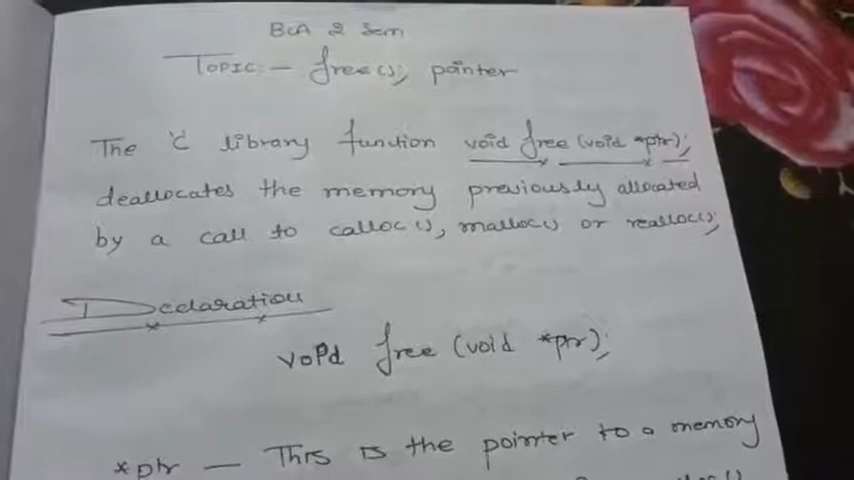 BCA 2 Sem
TOPIC:- free(); pointer
The 'C' library function void free (void *ptr);
deallocates the memory previously allocated
by a call to calloc(), malloc() or realloc();
Declaration
void free (void *ptr);
*ptr — This is the pointer to a memory